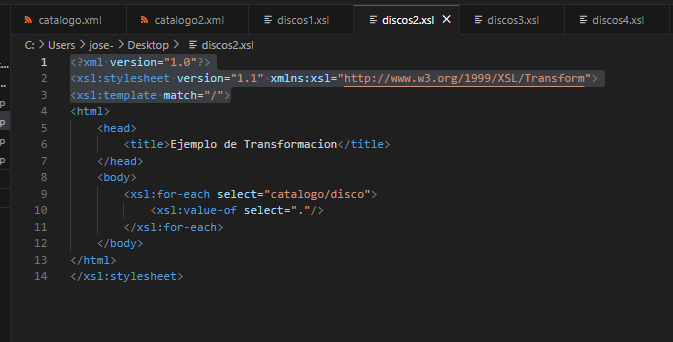 catalogo.xml catalogo2.xml discos1.xsl discos2.xsl discos3.xsl discos4.xsl
C: > Users > jose- > Desktop > discos2.xsl
1 <?xml version="1.0"?>
2 <xsl:stylesheet version="1.1" xmlns:xsl="http://www.w3.org/1999/XSL/Transform">
3 <xsl:template match="/">
4 <html>
5 <head>
6 <title>Ejemplo de Transformacion</title>
7 </head>
8 <body>
9 <xsl:for-each select="catalogo/disco">
10 <xsl:value-of select="."/>
11 </xsl:for-each>
12 </body>
13 </html>
14 </xsl:stylesheet>